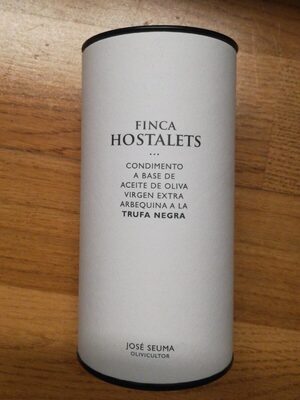 FINCA
HOSTALETS
...
CONDIMENTO
A BASE DE
ACEITE DE OLIVA
VIRGEN EXTRA
ARBEQUINA A LA
TRUFA NEGRA
JOSÉ SEUMA
OLIVICULTOR